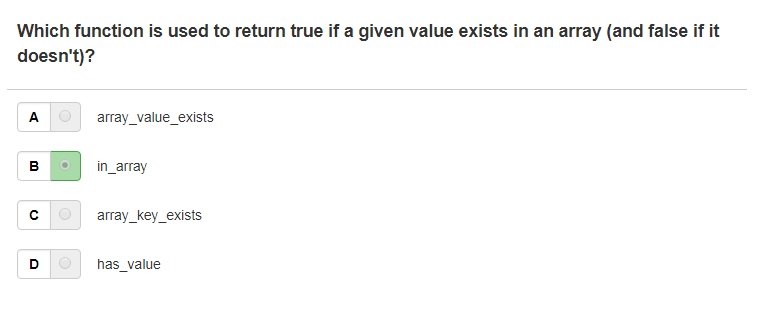 Which function is used to return true if a given value exists in an array (and false if it
doesn't)?
A array_value_exists
B in_array
C array_key_exists
D has_value